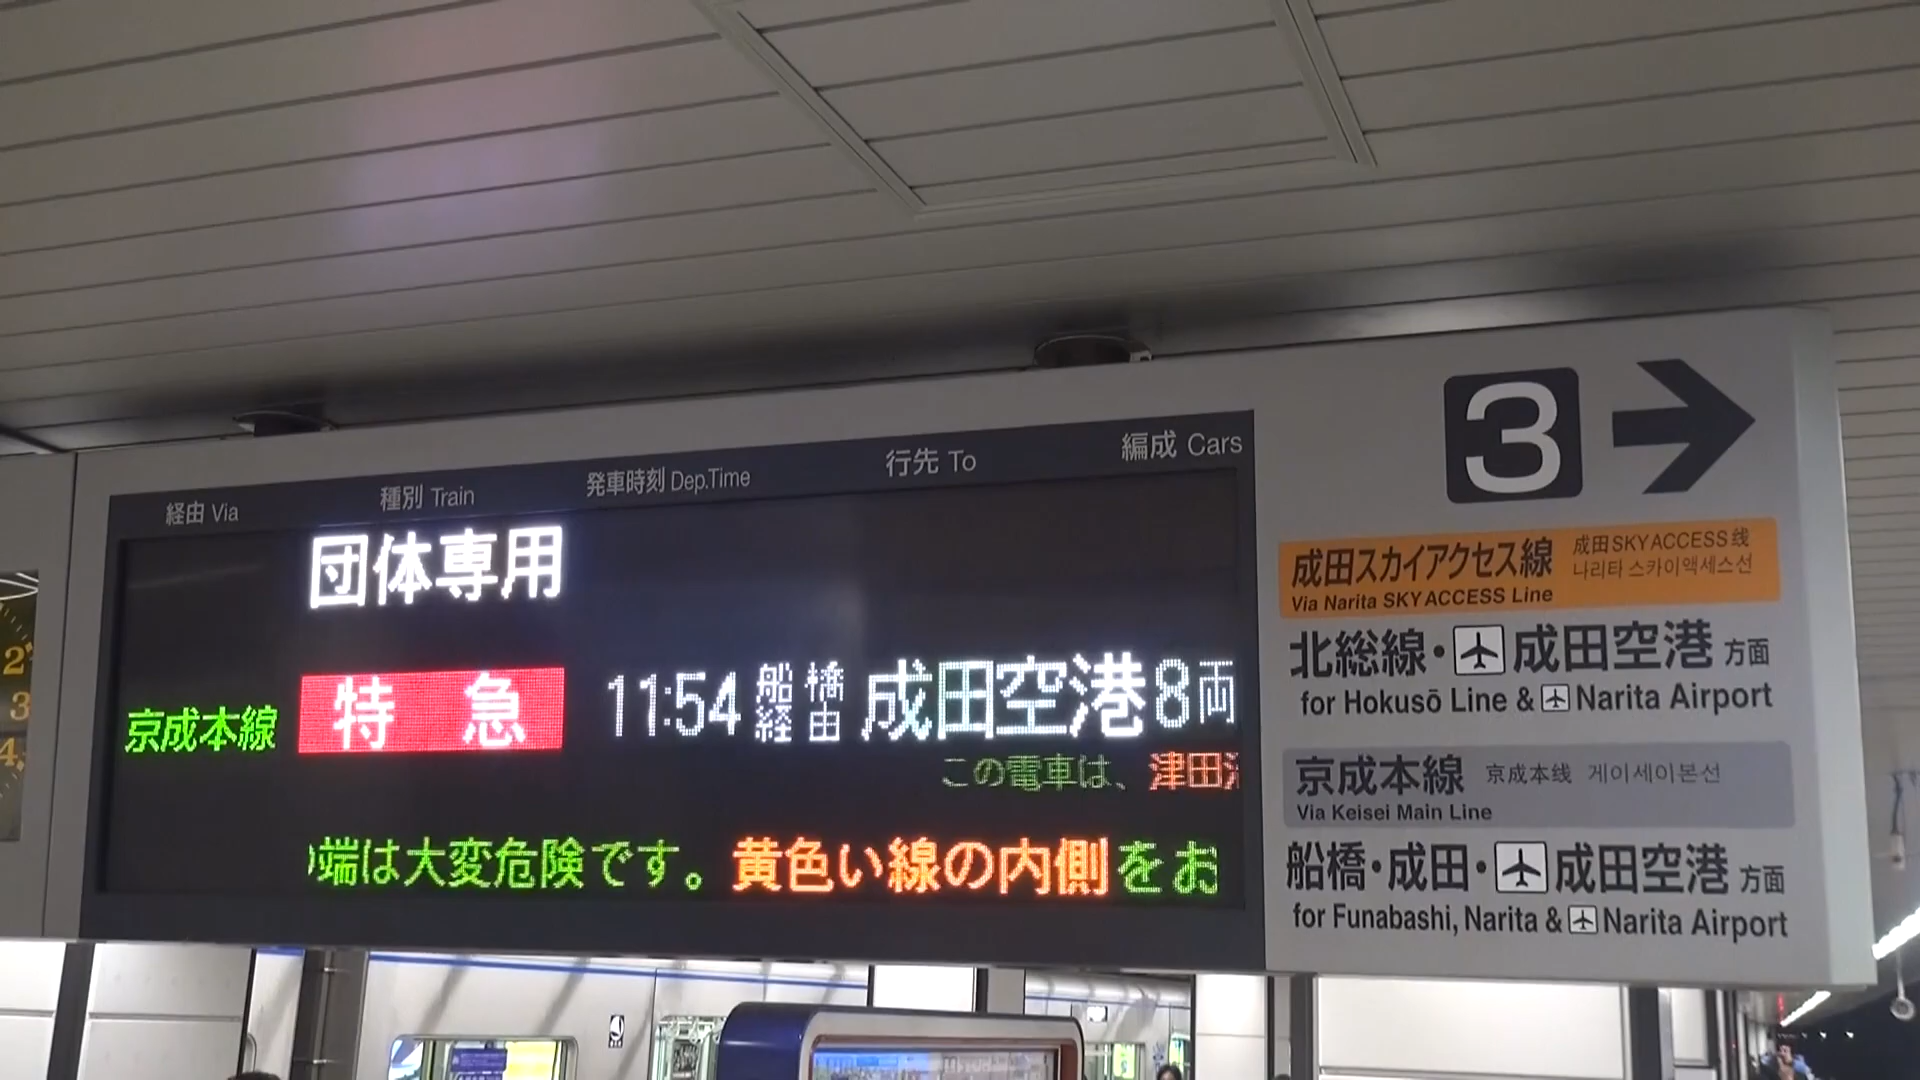 経由 Via 種別 Train 発車時刻 Dep.Time 行先 To 編成 Cars
団体専用
京成本線 特急 11:54 船橋経由 成田空港 8両
この電車は、津田
端は大変危険です。黄色い線の内側をお
3
成田スカイアクセス線 成田SKY ACCESS线
나리타 스카이액세스선
Via Narita SKY ACCESS Line
北総線・成田空港 方面
for Hokusō Line & Narita Airport
京成本線 京成本线 게이세이본선
Via Keisei Main Line
船橋・成田・成田空港 方面
for Funabashi, Narita & Narita Airport
2
3
4